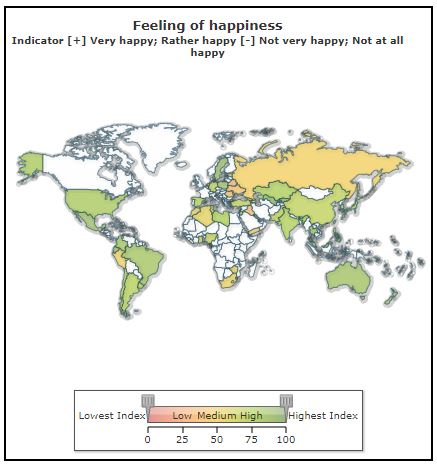 Feeling of happiness
Indicator [+] Very happy; Rather happy [-] Not very happy; Not at all
happy
Lowest Index Low Medium High Highest Index
0 25 50 75 100